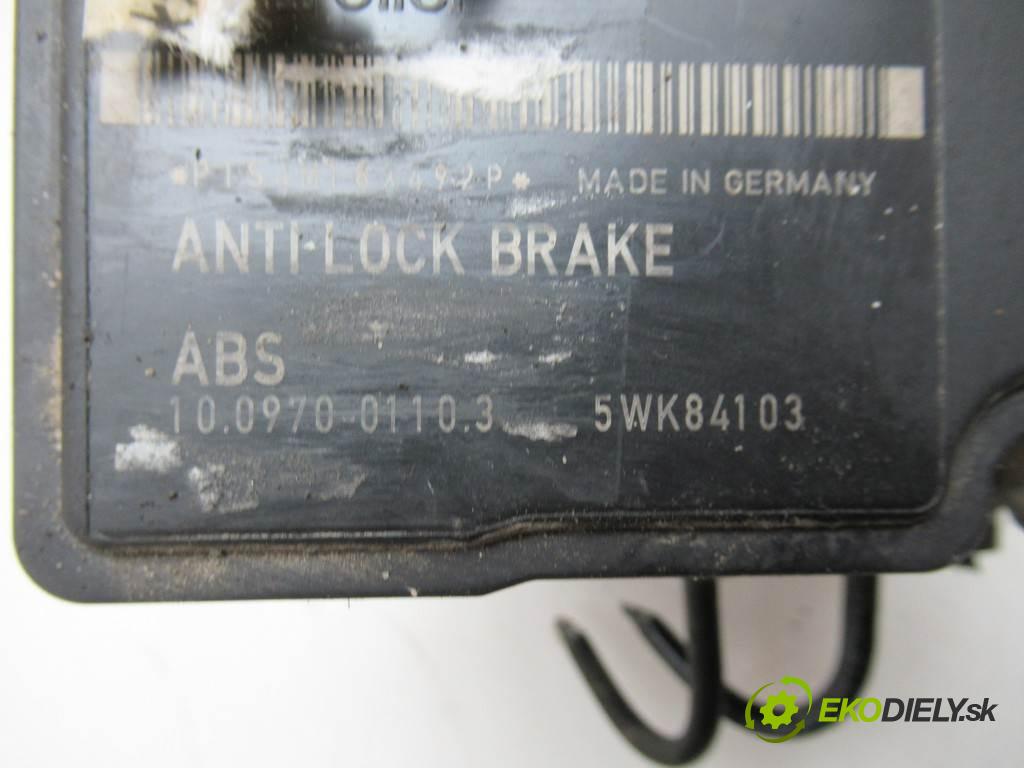 MADE IN GERMANY
ANTI-LOCK BRAKE
ABS
10.0970-0110.3 5WK84103
EKODIELY.sk